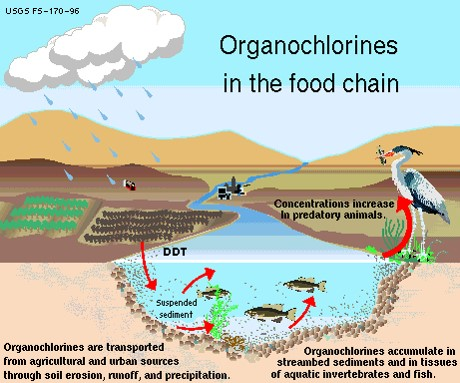 USGS FS-170-96
Organochlorines
in the food chain
Concentrations increase
In predatory animals.
DDT
Suspended
sediment
Organochlorines are transported
from agricultural and urban sources
through soil erosion, runoff, and precipitation.
Organochlorines accumulate in
streambed sediments and in tissues
of aquatic invertebrates and fish.